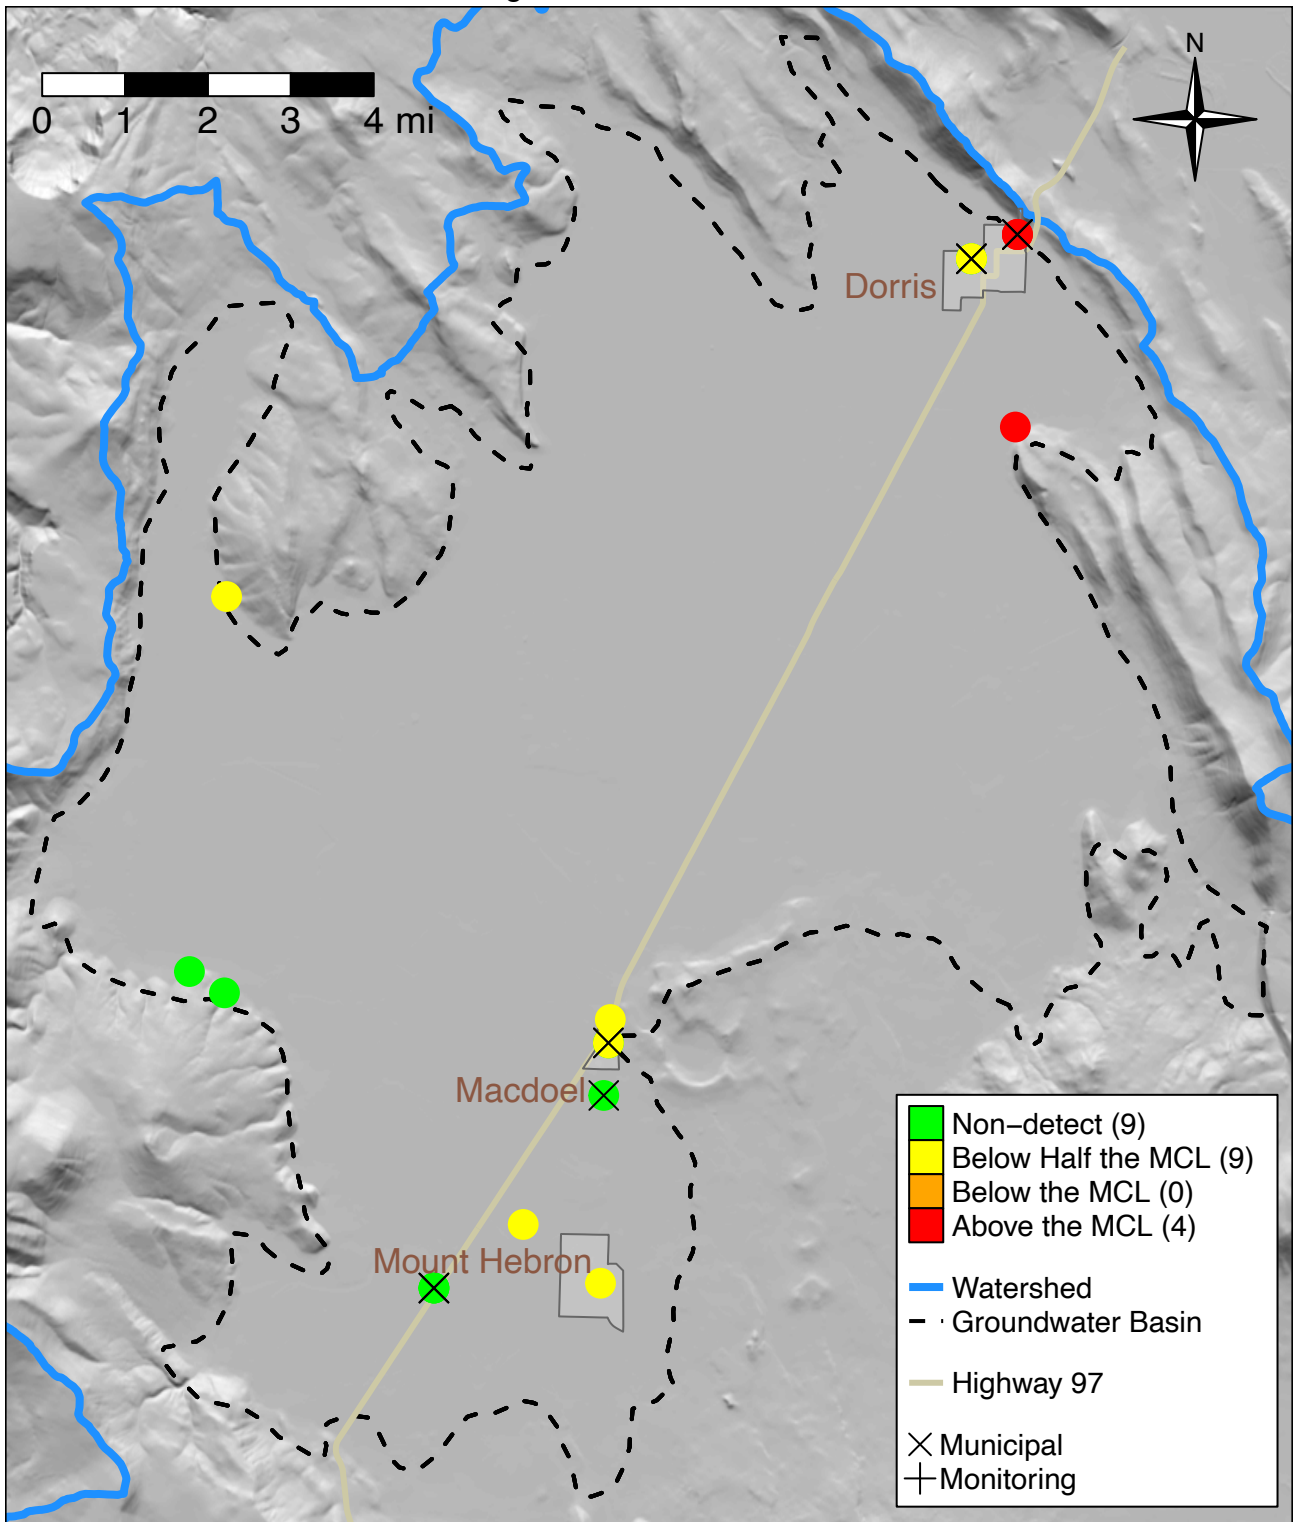 N
0 1 2 3 4 mi
Dorris
Macdoel
Mount Hebron
Non−detect (9)
Below Half the MCL (9)
Below the MCL (0)
Above the MCL (4)
Watershed
Groundwater Basin
Highway 97
Municipal
Monitoring